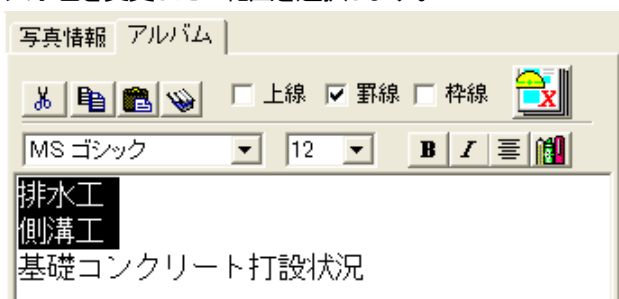 写真情報 アルバム
上線 罫線 枠線
MS ゴシック 12 B I
排水工
側溝工
基礎コンクリート打設状況